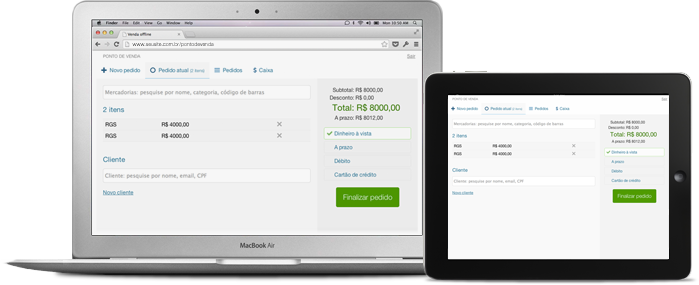 Finder File Edit View Go Window Help
Mon 10:50 AM
Venda offline
www.seusite.com.br/pontodevenda
PONTO DE VENDA
Sair
Novo pedido Pedido atual (2 itens) Pedidos $ Caixa
Mercadorias: pesquise por nome, categoria, código de barras
2 itens
RGS R$ 4000,00 ×
RGS R$ 4000,00 ×
Cliente
Cliente: pesquise por nome, email, CPF
Novo cliente
Subtotal: R$ 8000,00
Desconto: R$ 0,00
Total: R$ 8000,00
A prazo: R$ 8012,00
Dinheiro à vista
A prazo
Débito
Cartão de crédito
Finalizar pedido
MacBook Air
PONTO DE VENDA
Sair
Novo pedido Pedido atual (2 itens) Pedidos $ Caixa
Mercadorias: pesquise por nome, categoria, código de barras
2 itens
RGS R$ 4000,00 ×
RGS R$ 4000,00 ×
Cliente
Cliente: pesquise por nome, email, CPF
Novo cliente
Subtotal: R$ 8000,00
Desconto: R$ 0,00
Total: R$ 8000,00
A prazo: R$ 8012,00
Dinheiro à vista
A prazo
Débito
Cartão de crédito
Finalizar pedido